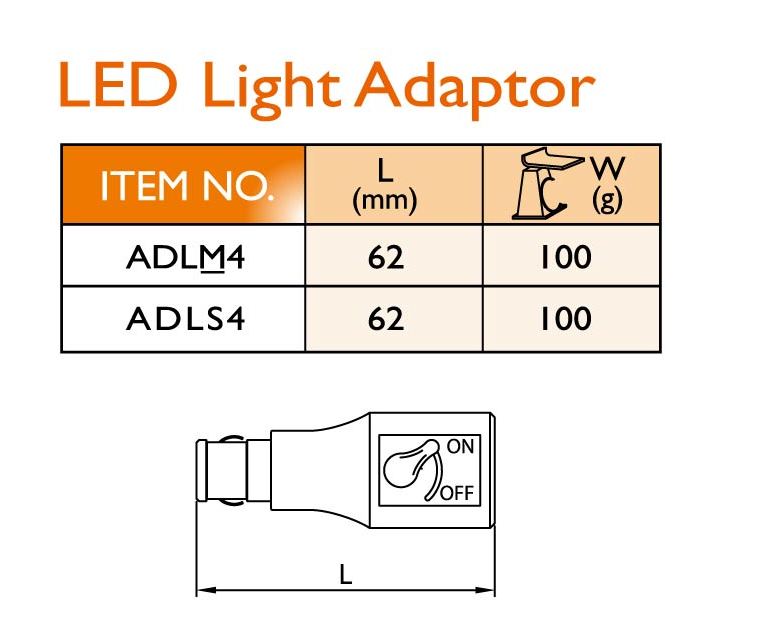 LED Light Adaptor
ITEM NO. L (mm) W (g)
ADLM4 62 100
ADLS4 62 100
ON
OFF
L